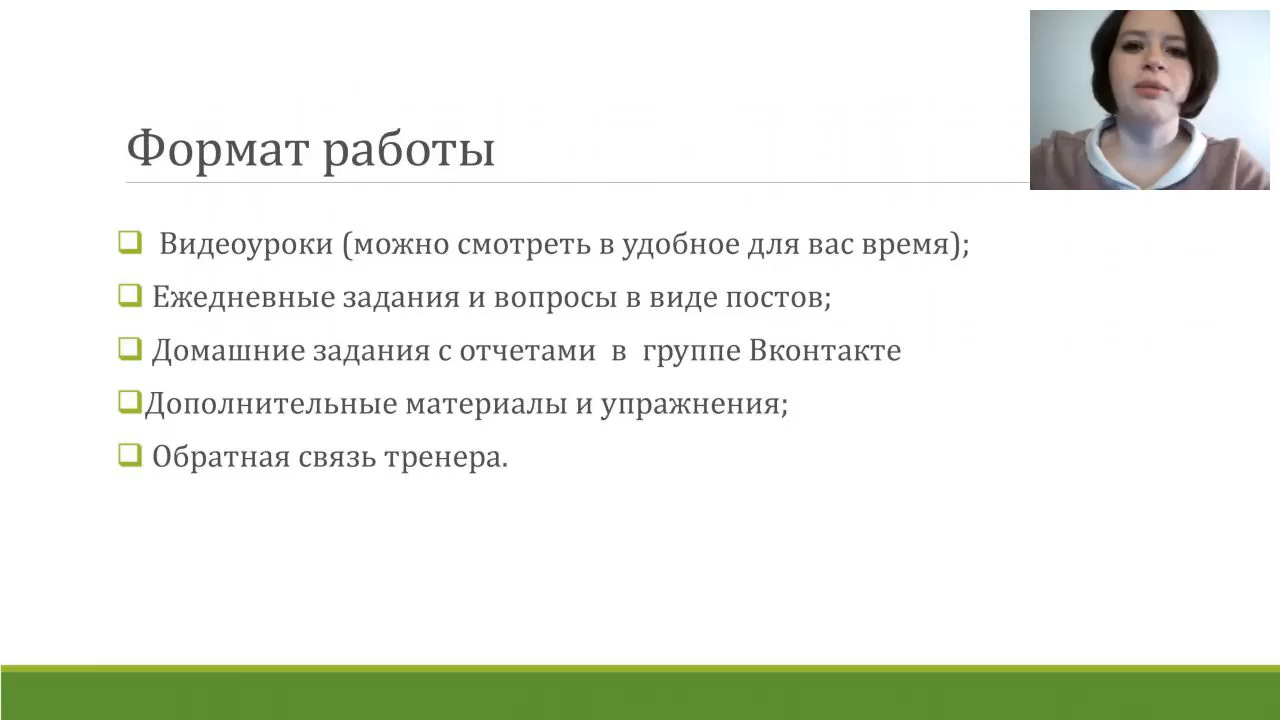 Формат работы
Видеоуроки (можно смотреть в удобное для вас время);
Ежедневные задания и вопросы в виде постов;
Домашние задания с отчетами в группе Вконтакте
Дополнительные материалы и упражнения;
Обратная связь тренера.